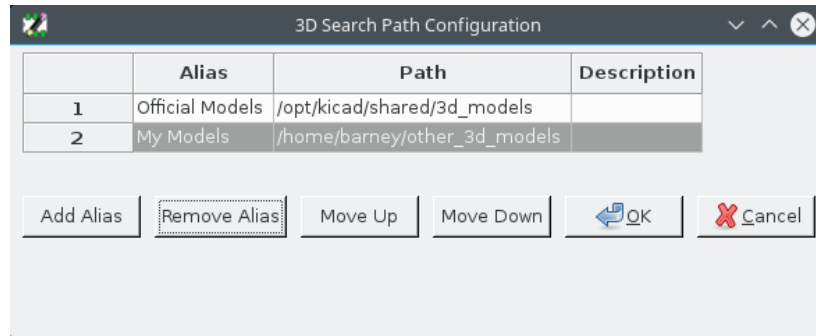 3D Search Path Configuration
Alias Path Description
1 Official Models /opt/kicad/shared/3d_models
2 My Models /home/barney/other_3d_models
Add Alias Remove Alias Move Up Move Down OK Cancel